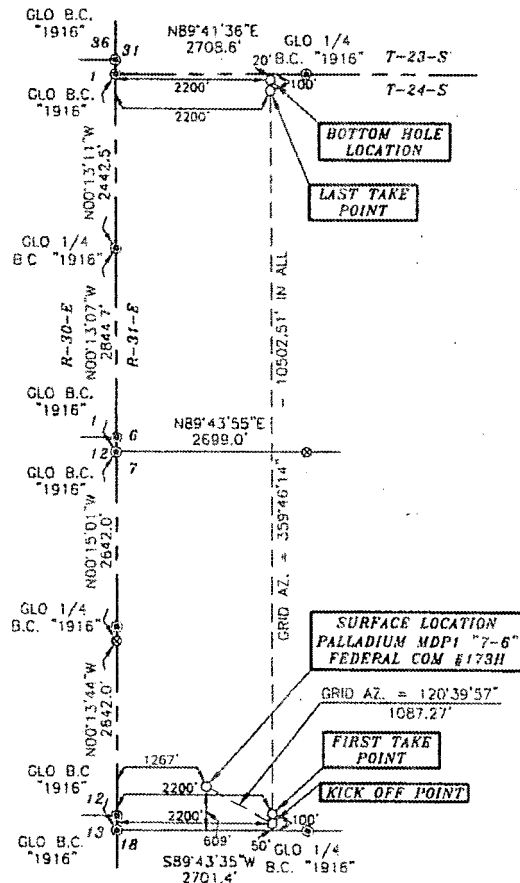 GLO B.C.
"1916"
36 31
N89°41'36"E
2708.6'
GLO 1/4
B.C. "1916"
T-23-S
T-24-S
1
20'
100'
2200'
GLO B.C.
"1916"
2200'
BOTTOM HOLE
LOCATION
LAST TAKE
POINT
N00°13'11"W
2442.5'
GLO 1/4
B.C "1916"
R-30-E
R-31-E
N00°13'07"W
2844.7'
GRID AZ. = 359°46'14" - 10502.51' IN ALL
GLO B.C.
"1916"
1 6
N89°43'55"E
2699.0'
12 7
GLO B.C.
"1916"
N00°15'01"W
2642.0'
GLO 1/4
B.C. "1916"
SURFACE LOCATION
PALLADIUM MDP1 "7-6"
FEDERAL COM #173H
N00°13'44"W
2642.0'
GRID AZ. = 120°39'57"
1087.27'
1267'
FIRST TAKE
POINT
GLO B.C
"1916"
2200'
12
KICK OFF POINT
2200'
100'
13 18
609'
50'
GLO B.C.
"1916"
S89°43'35"W
2701.4'
GLO 1/4
B.C. "1916"